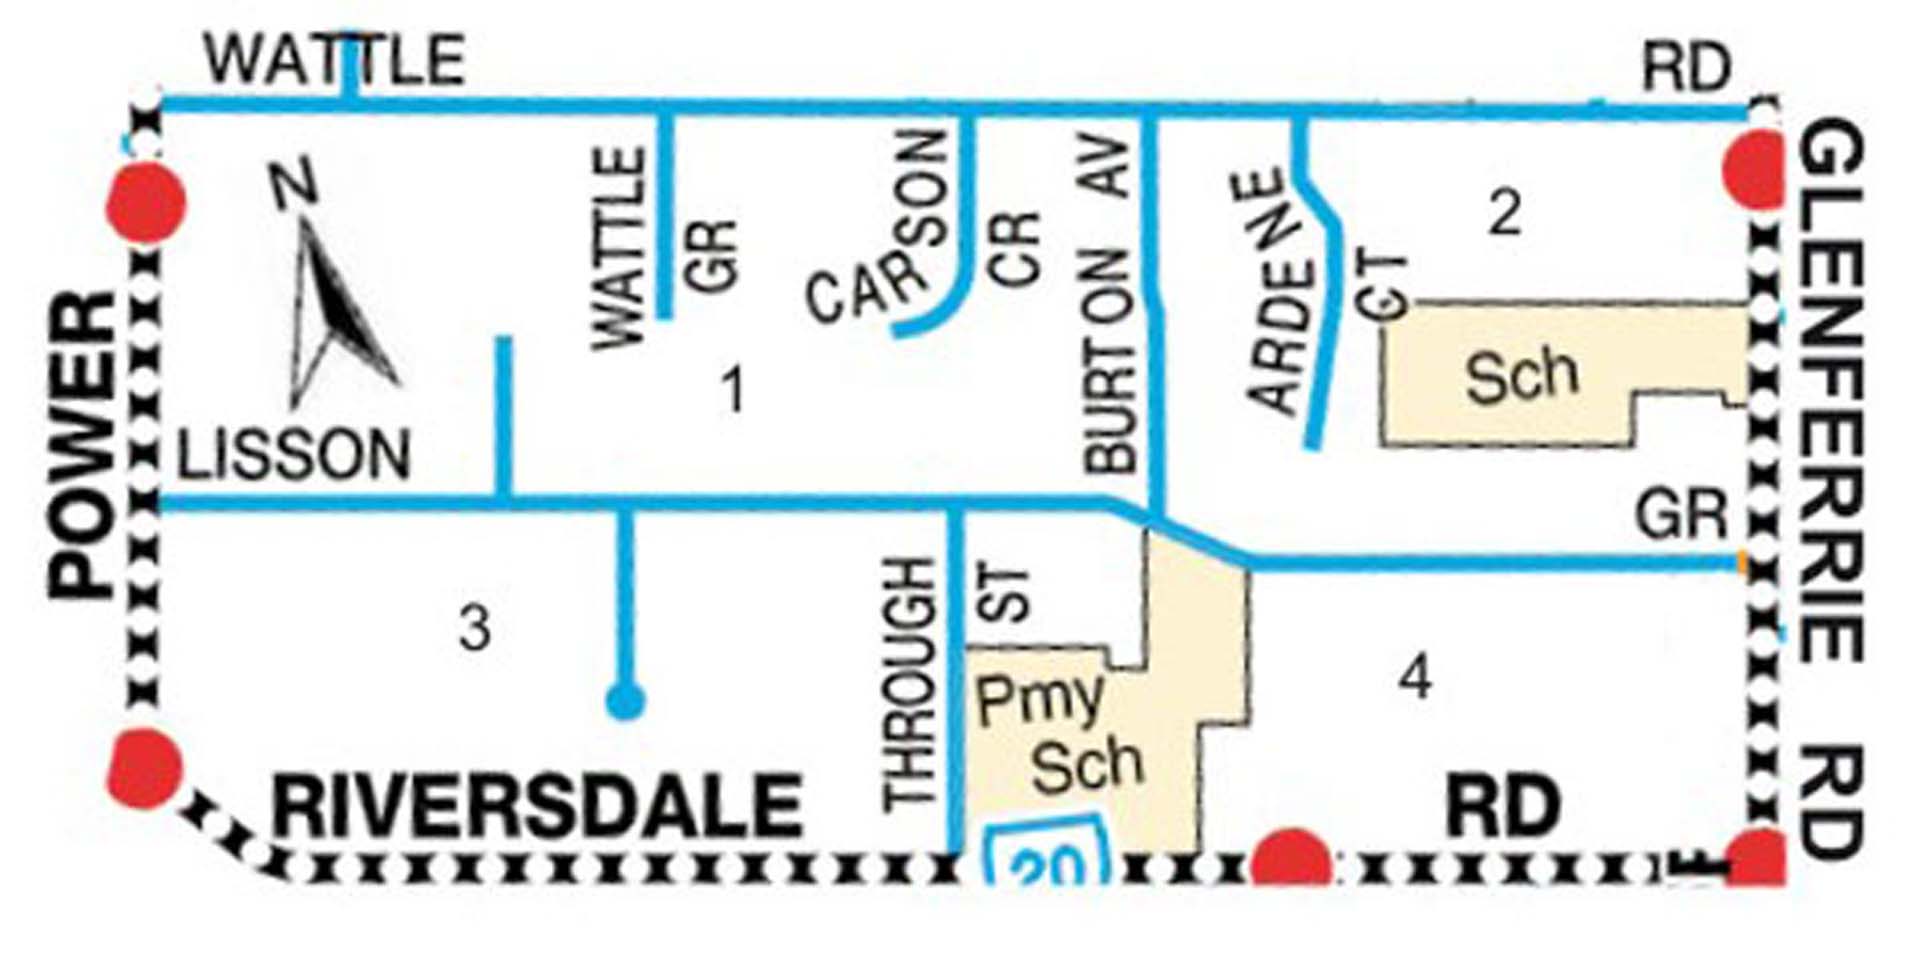 WATTLE RD
N
WATTLE GR
CARSON CR
BURTON AV
ARDENE CT
2
GLENFERRIE RD
POWER
1
Sch
LISSON GR
3
THROUGH ST
Pmy
Sch
4
RIVERSDALE RD
20